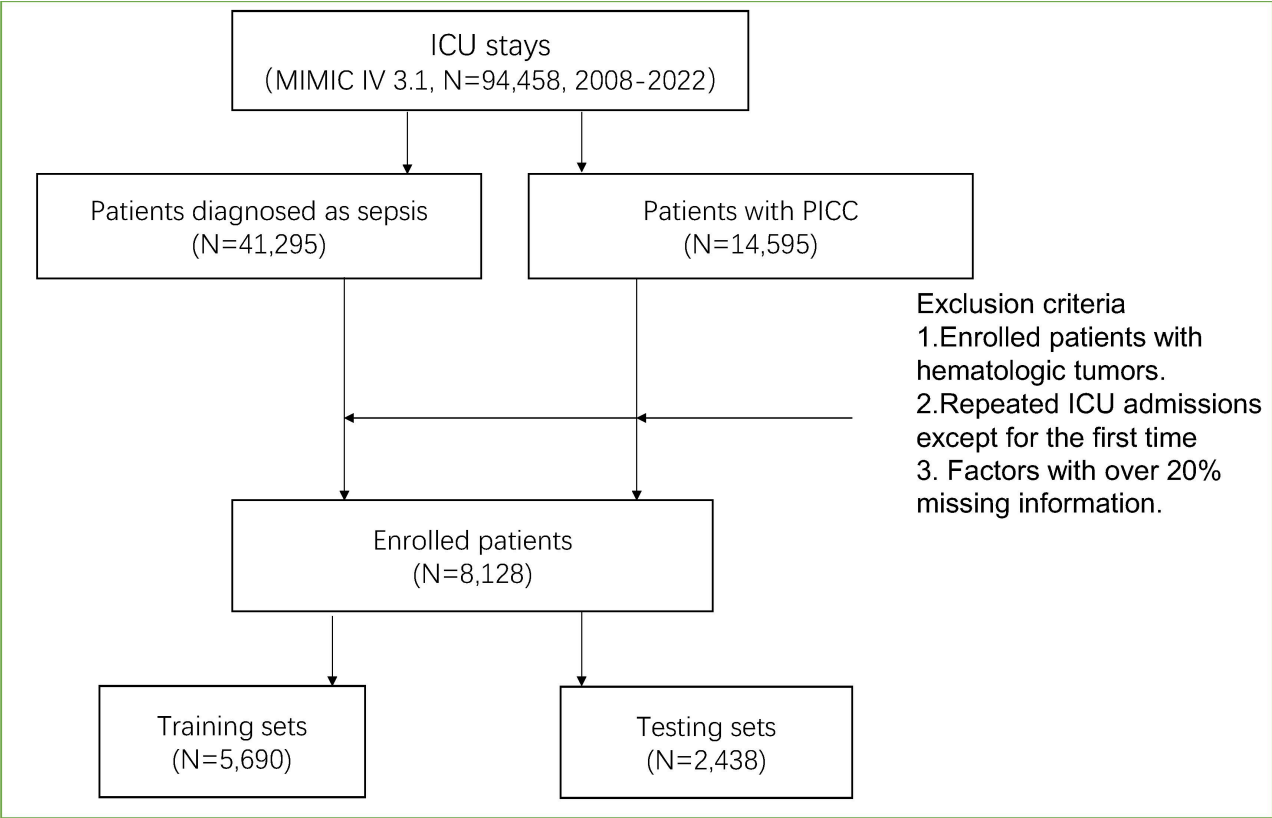 ICU stays
（MIMIC IV 3.1, N=94,458, 2008-2022）
Patients diagnosed as sepsis
(N=41,295)
Patients with PICC
(N=14,595)
Exclusion criteria
1.Enrolled patients with
hematologic tumors.
2.Repeated ICU admissions
except for the first time
3. Factors with over 20%
missing information.
Enrolled patients
(N=8,128)
Training sets
(N=5,690)
Testing sets
(N=2,438)